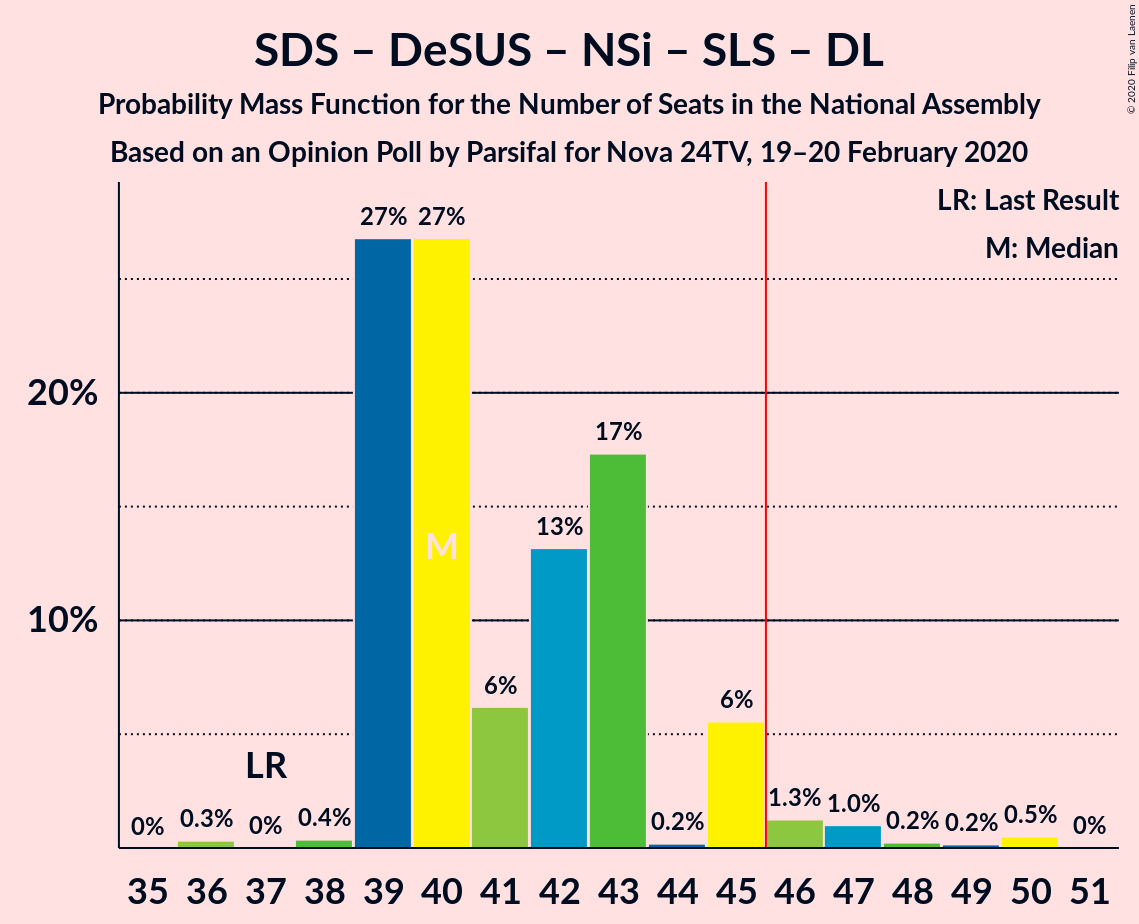 SDS – DeSUS – NSi – SLS – DL
Probability Mass Function for the Number of Seats in the National Assembly
Based on an Opinion Poll by Parsifal for Nova 24TV, 19–20 February 2020
© 2020 Filip van Laenen
LR: Last Result
M: Median
27% 27%
20%
17%
13%
M
10%
6%
6%
LR
0% 0.3% 0% 0.4% 0.2% 1.3% 1.0% 0.2% 0.2% 0.5% 0%
35 36 37 38 39 40 41 42 43 44 45 46 47 48 49 50 51